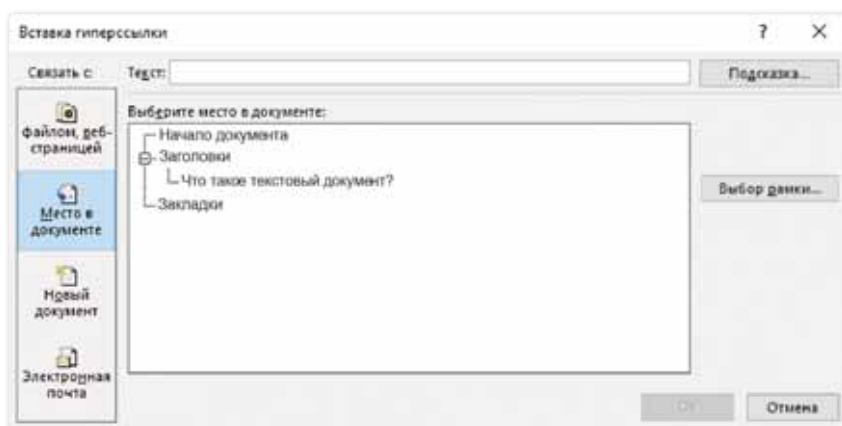 Вставка гиперссылки ? ×
Связать с: Текст: Подсказка...
Выберите место в документе:
файлом, веб-
страницей
Начало документа
Заголовки
Что такое текстовый документ?
Закладки
Место в
документе
Выбор рамки...
Новый
документ
Электронная
почта
ОК Отмена